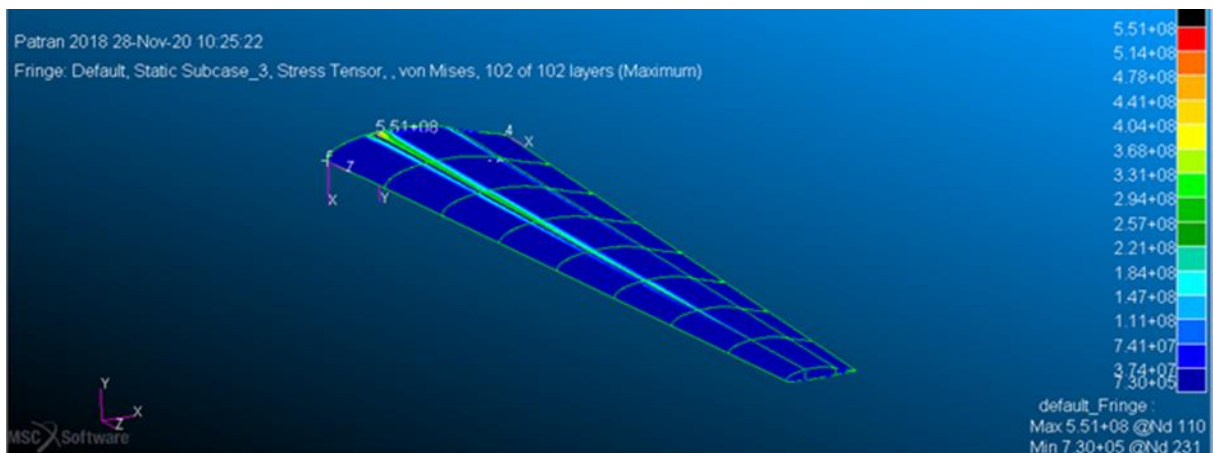 Patran 2018 28-Nov-20 10:25:22
Fringe: Default, Static Subcase_3, Stress Tensor, , von Mises, 102 of 102 layers (Maximum)
5.51+08
4
X
Z
X
Y
5.51+08
5.14+08
4.78+08
4.41+08
4.04+08
3.68+08
3.31+08
2.94+08
2.57+08
2.21+08
1.84+08
1.47+08
1.11+08
7.41+07
3.74+07
7.30+05
default_Fringe :
Max 5.51+08 @Nd 110
Min 7.30+05 @Nd 231
Y
X
Z
MSC Software